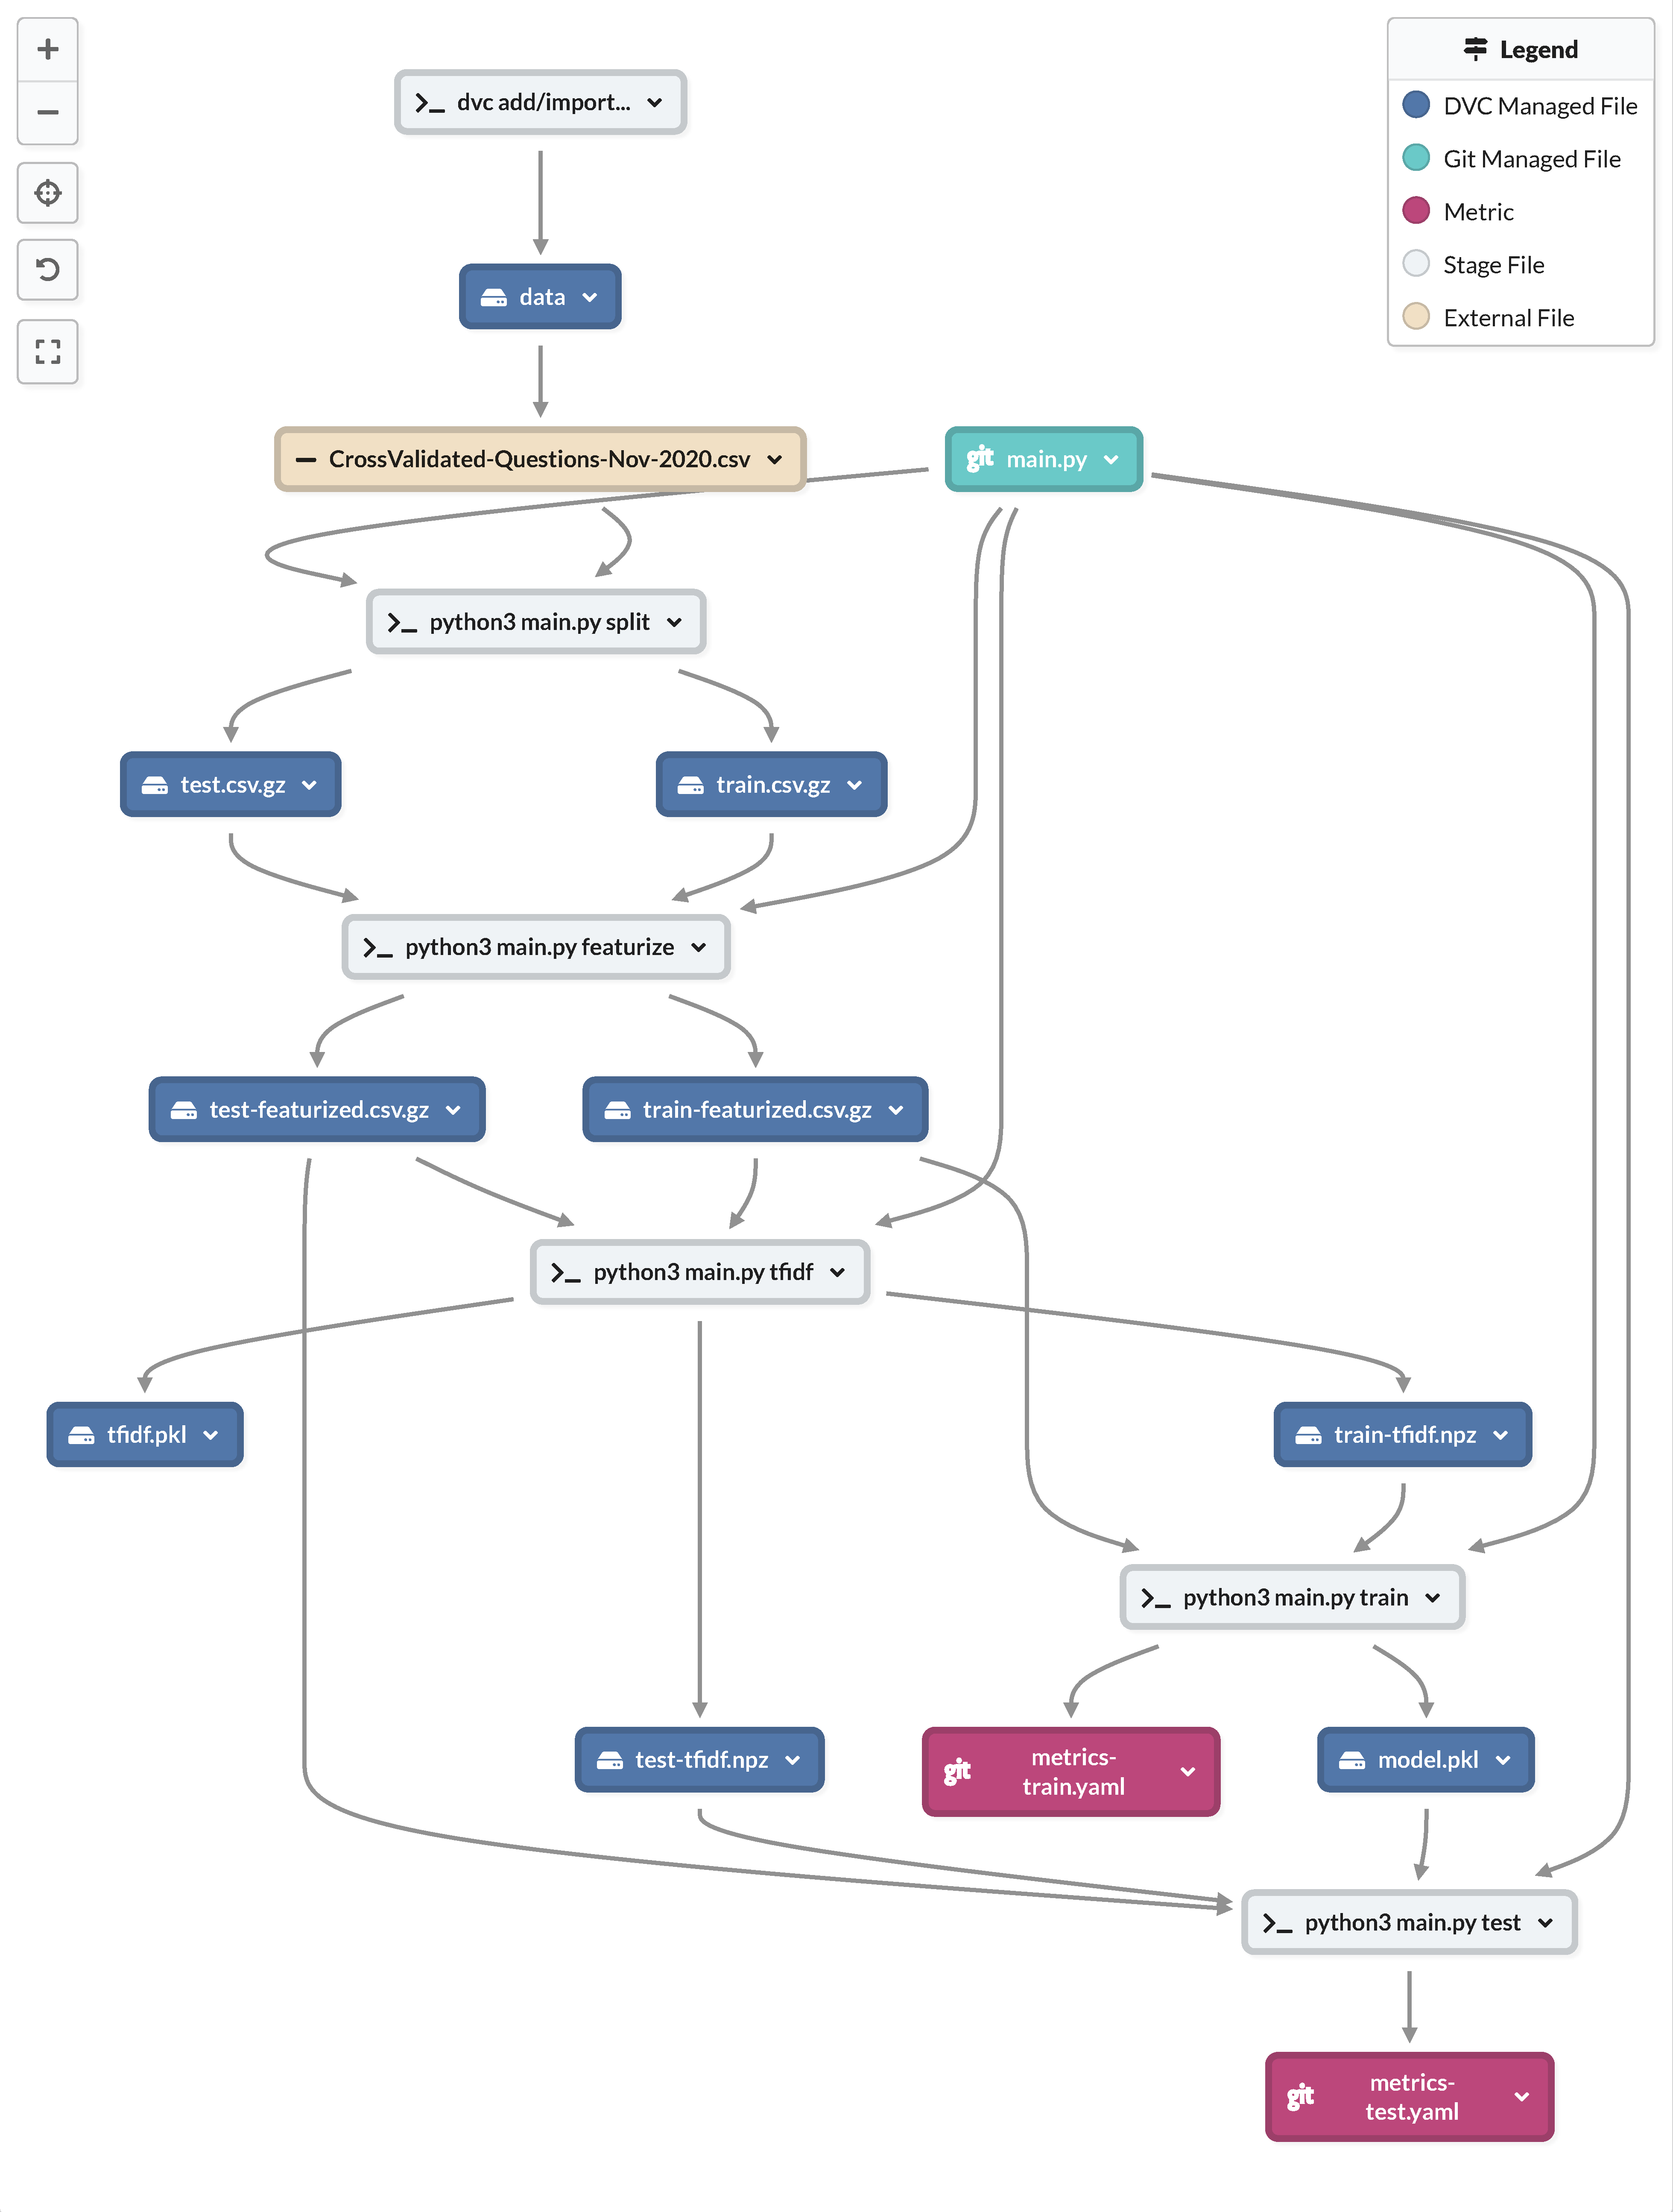 Legend
DVC Managed File
Git Managed File
Metric
Stage File
External File
dvc add/import...
data
CrossValidated-Questions-Nov-2020.csv
git main.py
python3 main.py split
test.csv.gz
train.csv.gz
python3 main.py featurize
test-featurized.csv.gz
train-featurized.csv.gz
python3 main.py tfidf
tfidf.pkl
train-tfidf.npz
python3 main.py train
test-tfidf.npz
git metrics-
train.yaml
model.pkl
python3 main.py test
git metrics-
test.yaml